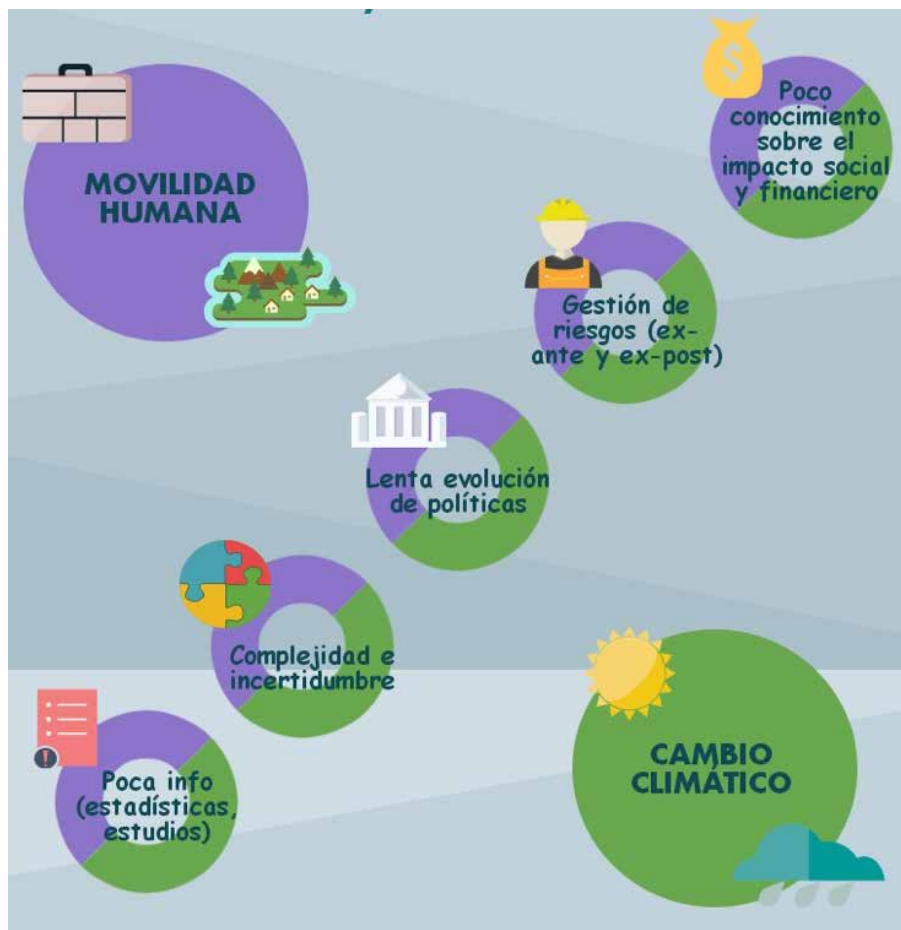 MOVILIDAD
HUMANA
Poco
conocimiento
sobre el
impacto social
y financiero
Gestión de
riesgos (ex-
ante y ex-post)
Lenta evolución
de políticas
Complejidad e
incertidumbre
Poca info
(estadísticas,
estudios)
CAMBIO
CLIMÁTICO